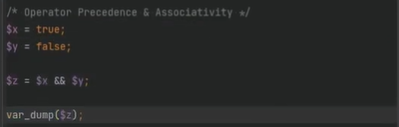 /* Operator Precedence & Associativity */
$x = true;
$y = false;
$z = $x && $y;
var_dump($z);